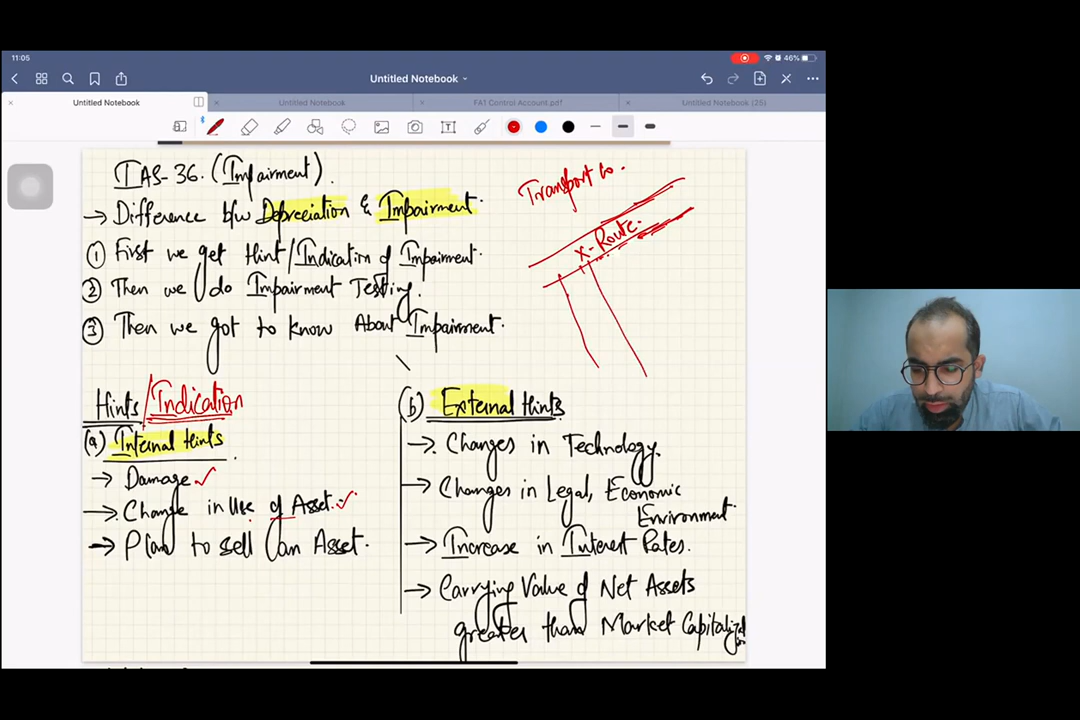 11:05
46%
Untitled Notebook
Untitled Notebook
Untitled Notebook
FA1 Control Account.pdf
Untitled Notebook (25)
IAS-36. (Impairment)
Transport Co.
→ Difference b/w Depreciation & Impairment.
X-Route.
① First we get Hint/Indication of Impairment.
② Then we do Impairment Testing.
③ Then we got to know About Impairment.
Hints/Indication
(a) Internal Hints
→ Damage ✓
→ Change in Use of Asset. ✓
→ Plan to sell an Asset.
(b) External Hints
→ Changes in Technology.
→ Changes in Legal, Economic
Environment.
→ Increase in Interest Rates.
→ Carrying Value of Net Assets
greater than Market